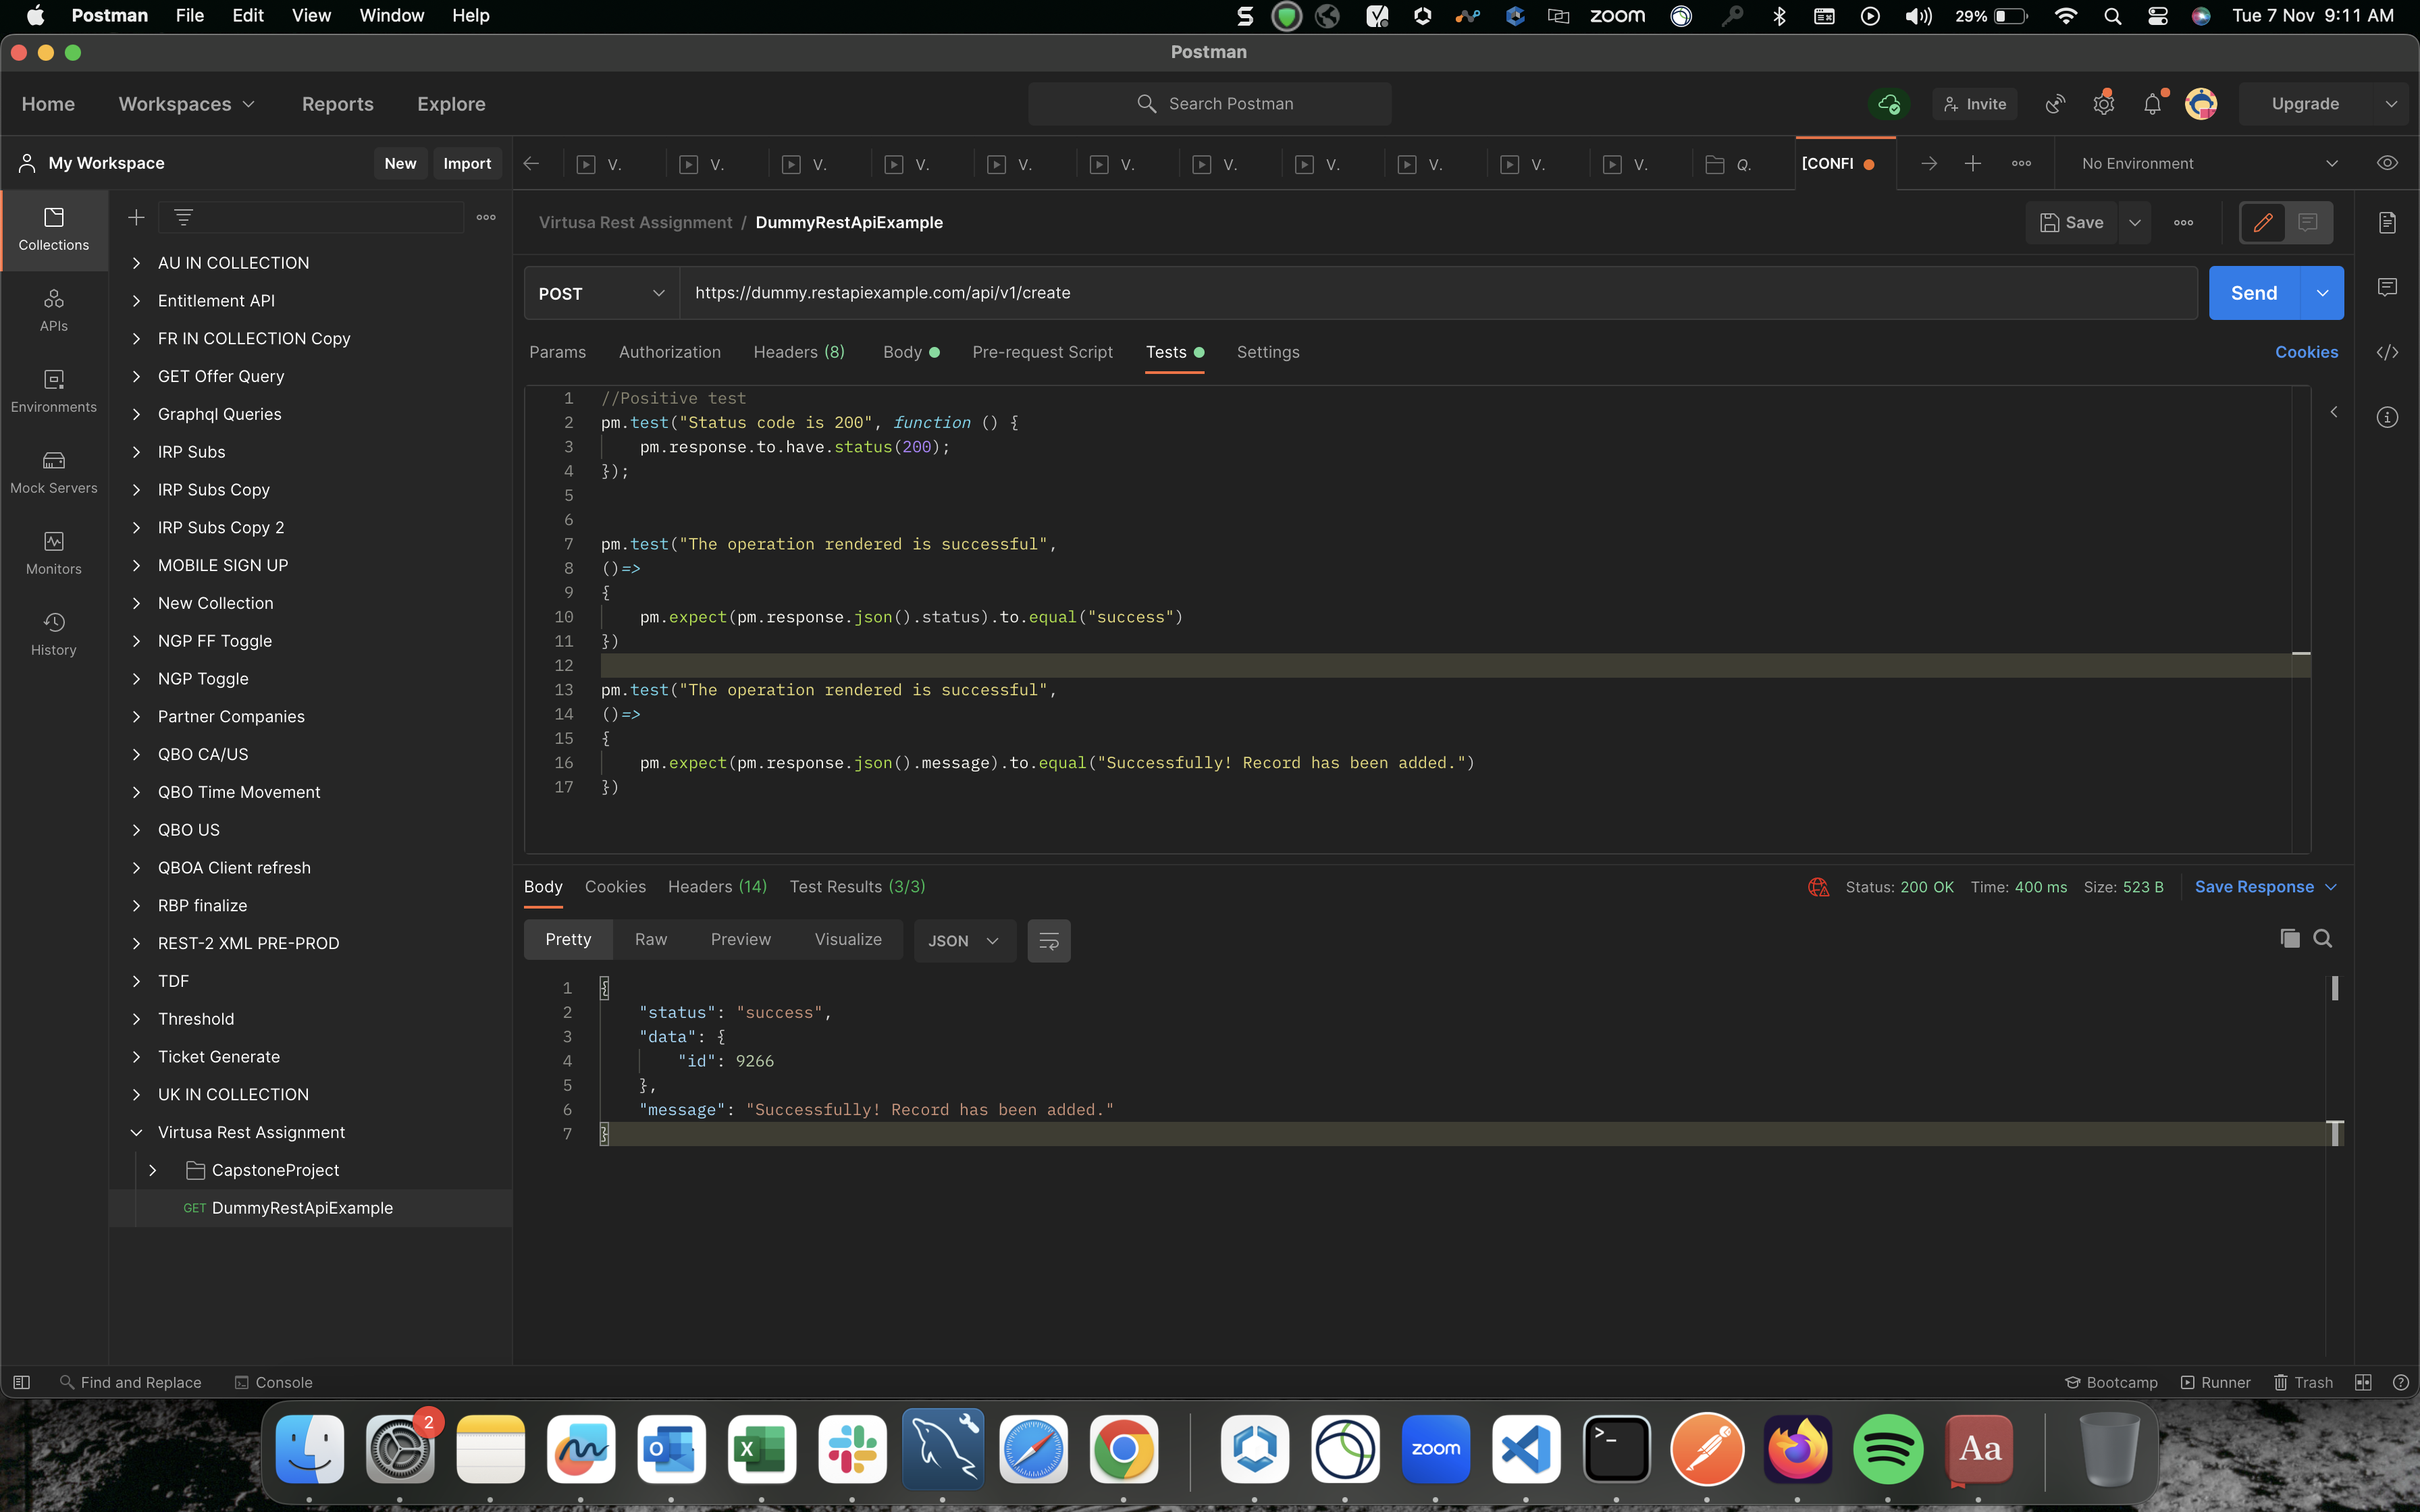 Postman File Edit View Window Help zoom 29% Tue 7 Nov 9:11 AM
Postman
Home Workspaces Reports Explore Search Postman Invite Upgrade
My Workspace New Import V. V. V. V. V. V. V. V. V. V. V. Q. [CONFI No Environment
Collections
APIs
Environments
Mock Servers
Monitors
History
AU IN COLLECTION
Entitlement API
FR IN COLLECTION Copy
GET Offer Query
Graphql Queries
IRP Subs
IRP Subs Copy
IRP Subs Copy 2
MOBILE SIGN UP
New Collection
NGP FF Toggle
NGP Toggle
Partner Companies
QBO CA/US
QBO Time Movement
QBO US
QBOA Client refresh
RBP finalize
REST-2 XML PRE-PROD
TDF
Threshold
Ticket Generate
UK IN COLLECTION
Virtusa Rest Assignment
CapstoneProject
GET DummyRestApiExample
Virtusa Rest Assignment / DummyRestApiExample Save
POST https://dummy.restapiexample.com/api/v1/create Send
Params Authorization Headers (8) Body Pre-request Script Tests Settings Cookies
1 //Positive test
2 pm.test("Status code is 200", function () {
3 pm.response.to.have.status(200);
4 });
5
6
7 pm.test("The operation rendered is successful",
8 ()=>
9 {
10 pm.expect(pm.response.json().status).to.equal("success")
11 })
12
13 pm.test("The operation rendered is successful",
14 ()=>
15 {
16 pm.expect(pm.response.json().message).to.equal("Successfully! Record has been added.")
17 })
Body Cookies Headers (14) Test Results (3/3) Status: 200 OK Time: 400 ms Size: 523 B Save Response
Pretty Raw Preview Visualize JSON
1 {
2 "status": "success",
3 "data": {
4 "id": 9266
5 },
6 "message": "Successfully! Record has been added."
7 }
Find and Replace Console Bootcamp Runner Trash
2
zoom
Aa